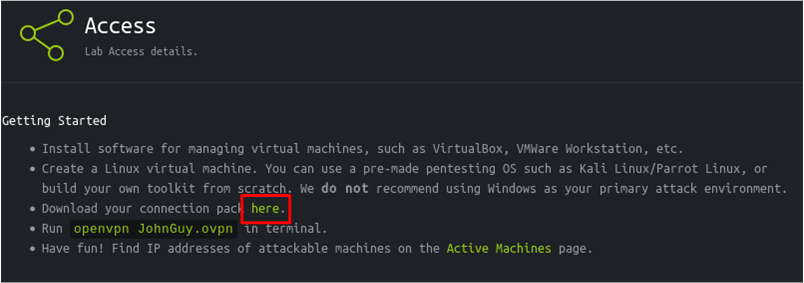 Access
Lab Access details.
Getting Started
Install software for managing virtual machines, such as VirtualBox, VMWare Workstation, etc.
Create a Linux virtual machine. You can use a pre-made pentesting OS such as Kali Linux/Parrot Linux, or
build your own toolkit from scratch. We do not recommend using Windows as your primary attack environment.
Download your connection pack here.
Run openvpn JohnGuy.ovpn in terminal.
Have fun! Find IP addresses of attackable machines on the Active Machines page.